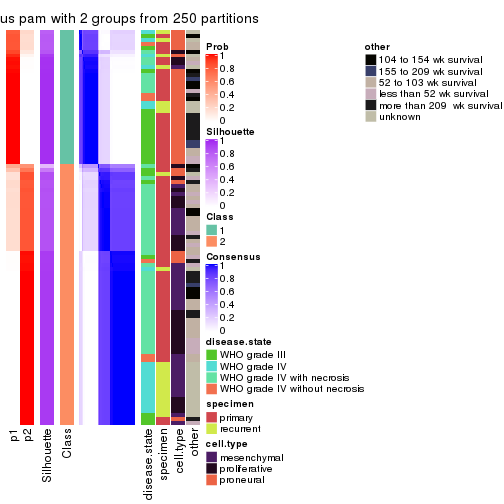 us pam with 2 groups from 250 partitions
Prob
1
0.8
0.6
0.4
0.2
0
Silhouette
1
0.8
0.6
0.4
0.2
0
Class
1
2
Consensus
1
0.8
0.6
0.4
0.2
0
disease.state
WHO grade III
WHO grade IV
WHO grade IV with necrosis
WHO grade IV without necrosis
specimen
primary
recurrent
cell.type
mesenchymal
proliferative
proneural
other
104 to 154 wk survival
155 to 209 wk survival
52 to 103 wk survival
less than 52 wk survival
more than 209  wk survival
unknown
p1
p2
Silhouette
Class
disease.state
specimen
cell.type
other